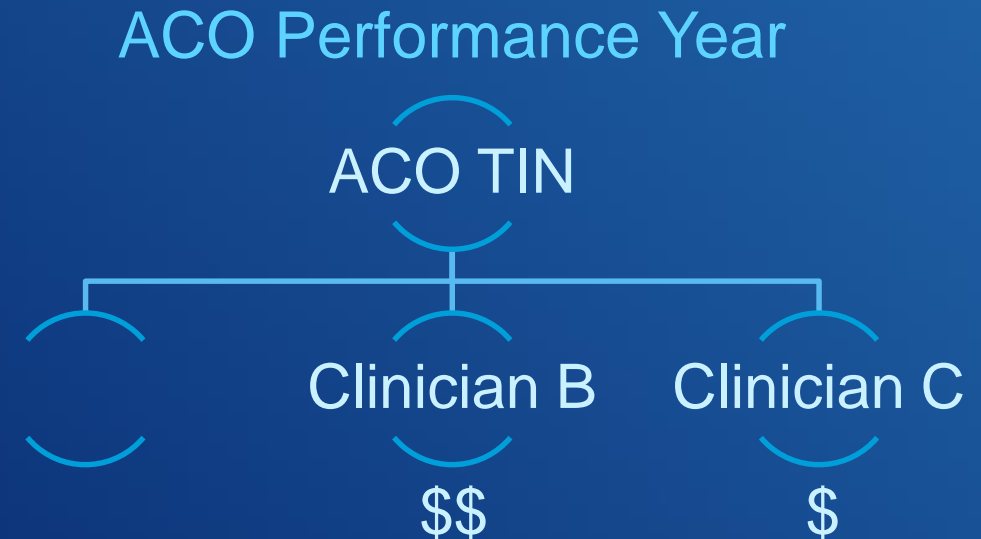 ACO Performance Year
ACO TIN
Clinician B
Clinician C
$$
$